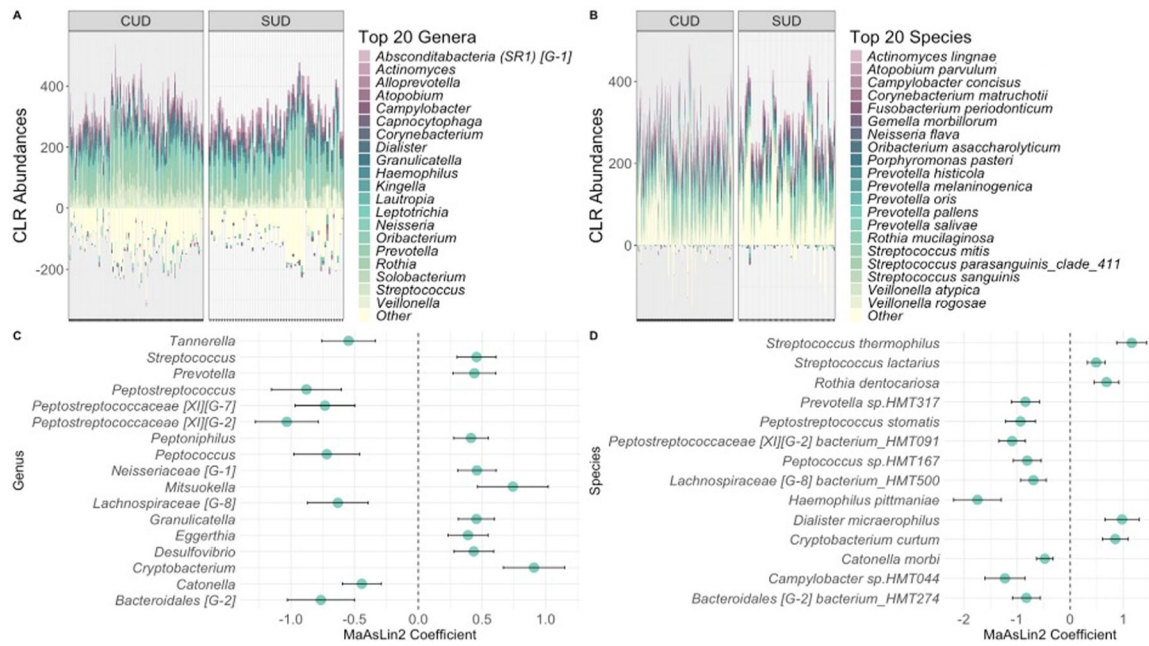 A
CUD
SUD
CLR Abundances
400
200
0
-200
Top 20 Genera
Absconditabacteria (SR1) [G-1]
Actinomyces
Alloprevotella
Atopobium
Campylobacter
Capnocytophaga
Corynebacterium
Dialister
Granulicatella
Haemophilus
Kingella
Lautropia
Leptotrichia
Neisseria
Oribacterium
Prevotella
Rothia
Solobacterium
Streptococcus
Veillonella
Other
B
CUD
SUD
CLR Abundances
400
200
0
Top 20 Species
Actinomyces lingnae
Atopobium parvulum
Campylobacter concisus
Corynebacterium matruchotii
Fusobacterium periodonticum
Gemella morbillorum
Neisseria flava
Oribacterium asaccharolyticum
Porphyromonas pasteri
Prevotella histicola
Prevotella melaninogenica
Prevotella oris
Prevotella pallens
Prevotella salivae
Rothia mucilaginosa
Streptococcus mitis
Streptococcus parasanguinis_clade_411
Streptococcus sanguinis
Veillonella atypica
Veillonella rogosae
Other
C
Genus
Tannerella
Streptococcus
Prevotella
Peptostreptococcus
Peptostreptococcaceae [XI][G-7]
Peptostreptococcaceae [XI][G-2]
Peptoniphilus
Peptococcus
Neisseriaceae [G-1]
Mitsuokella
Lachnospiraceae [G-8]
Granulicatella
Eggerthia
Desulfovibrio
Cryptobacterium
Catonella
Bacteroidales [G-2]
-1.0 -0.5 0.0 0.5 1.0
MaAsLin2 Coefficient
D
Species
Streptococcus thermophilus
Streptococcus lactarius
Rothia dentocariosa
Prevotella sp.HMT317
Peptostreptococcus stomatis
Peptostreptococcaceae [XI][G-2] bacterium_HMT091
Peptococcus sp.HMT167
Lachnospiraceae [G-8] bacterium_HMT500
Haemophilus pittmaniae
Dialister micraerophilus
Cryptobacterium curtum
Catonella morbi
Campylobacter sp.HMT044
Bacteroidales [G-2] bacterium_HMT274
-2 -1 0 1
MaAsLin2 Coefficient